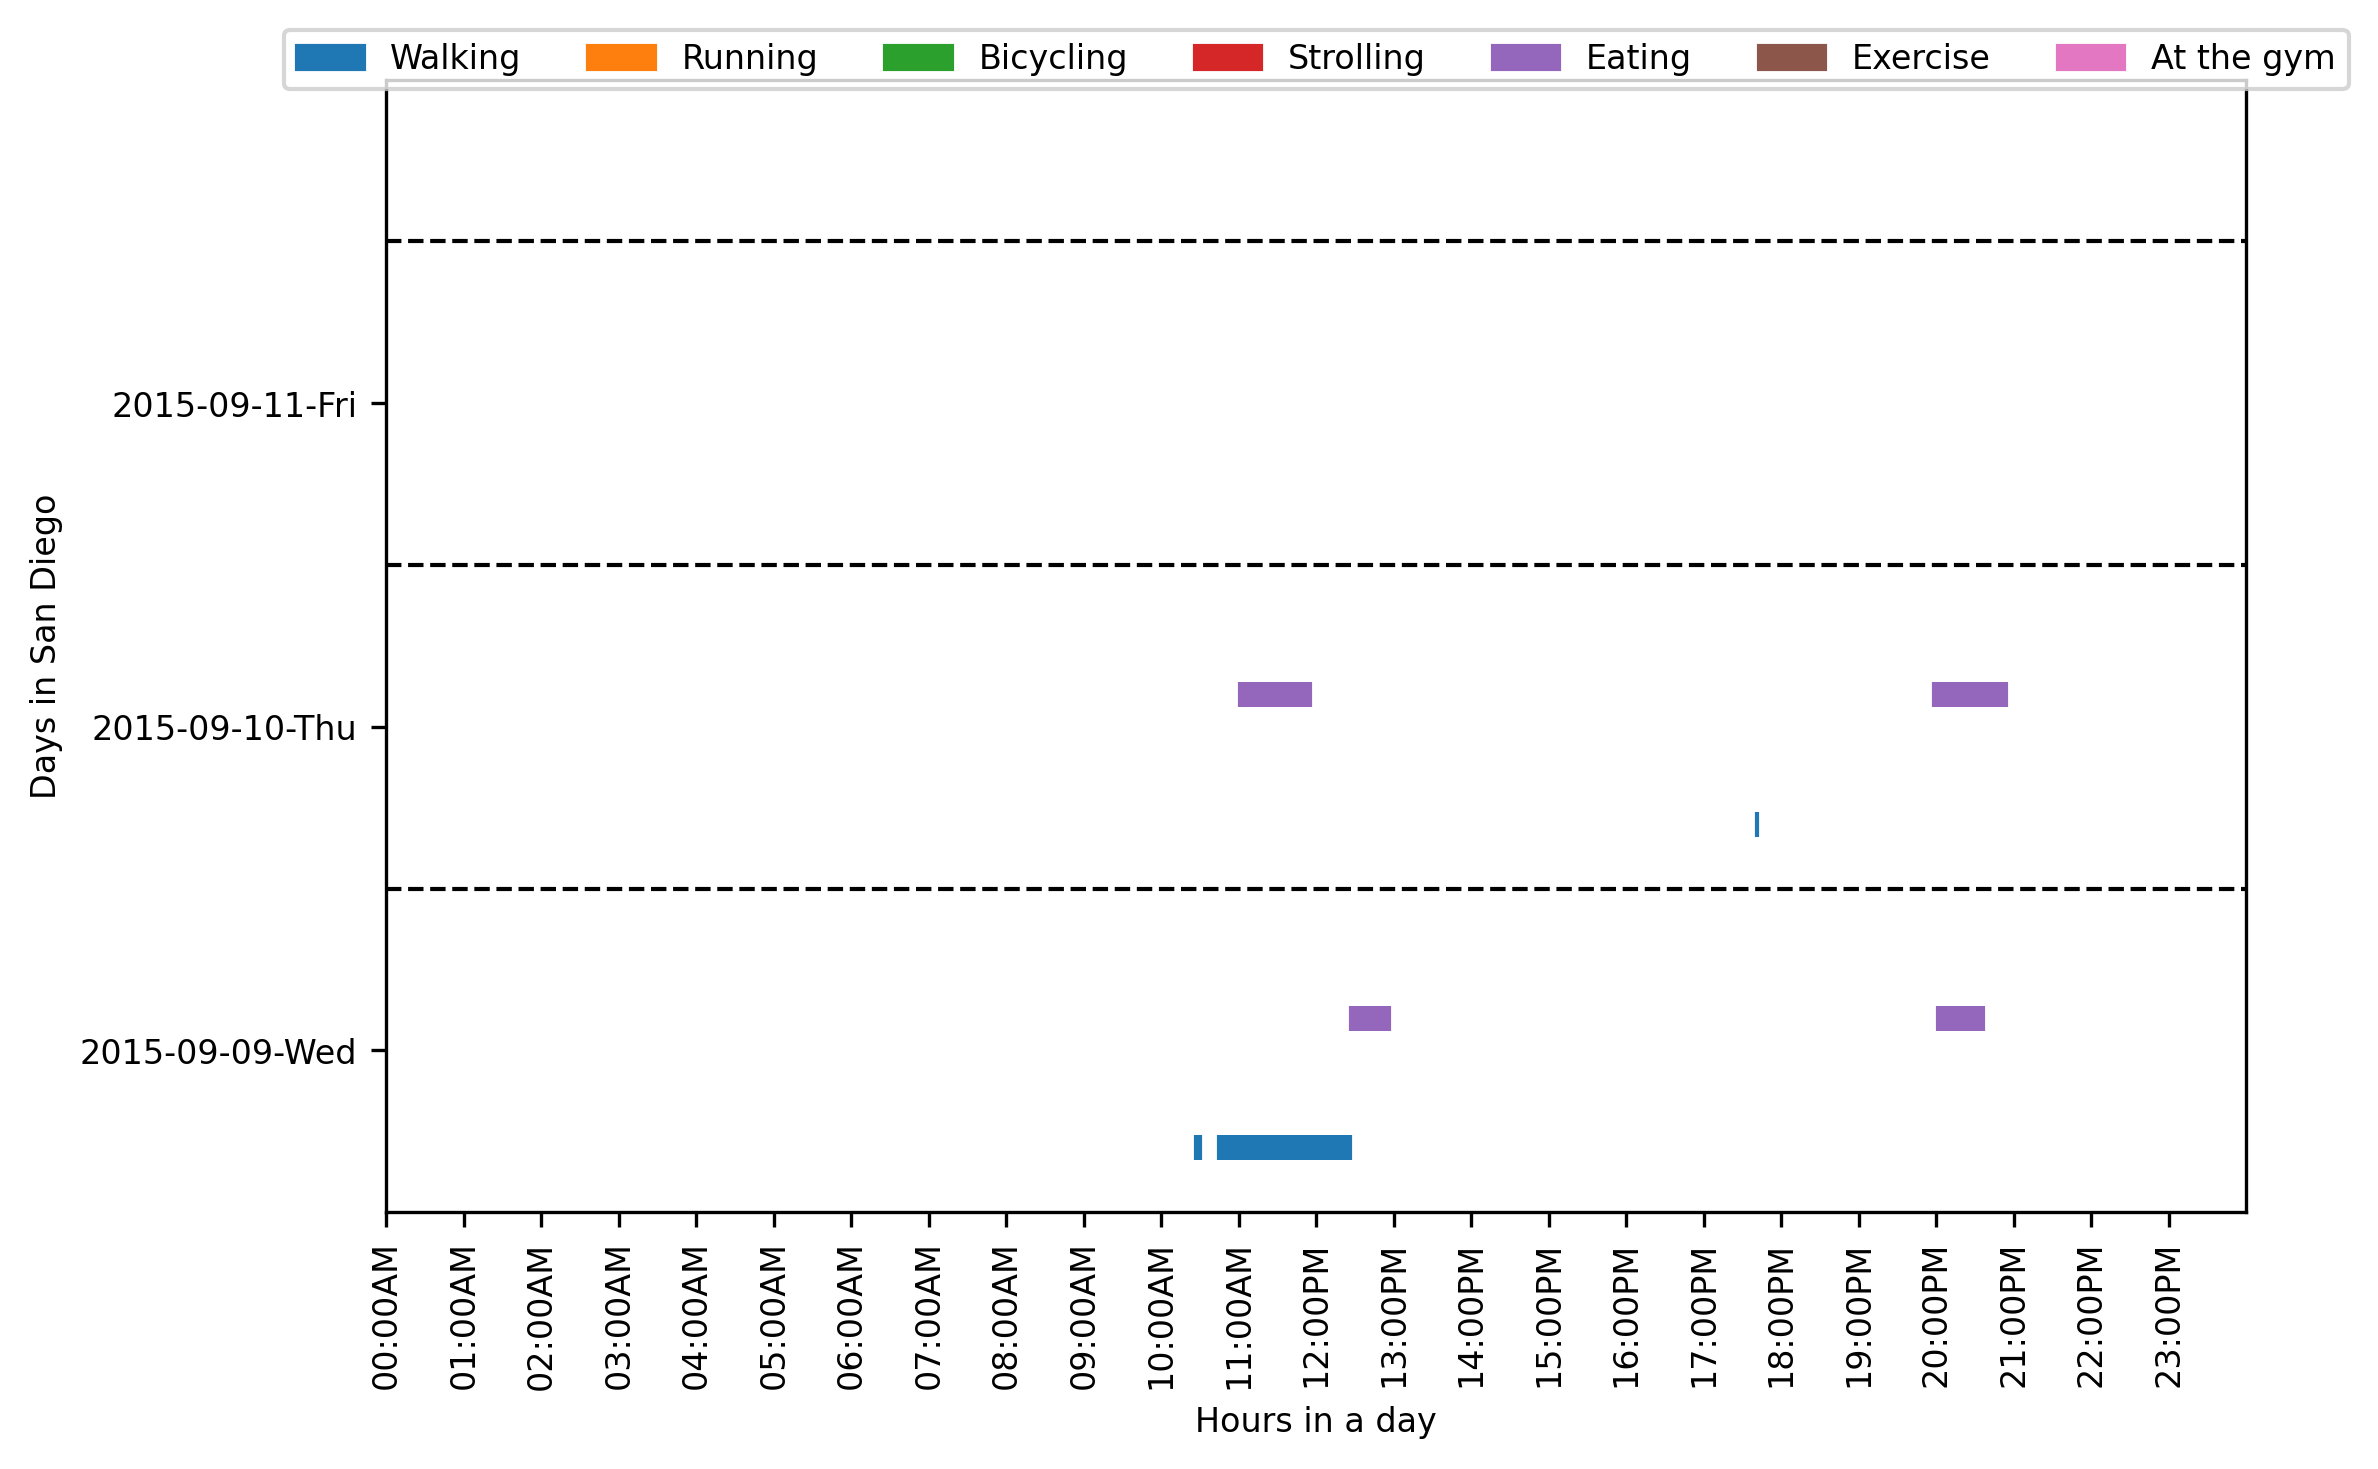 Walking Running Bicycling Strolling Eating Exercise At the gym
2015-09-11-Fri
Days in San Diego
2015-09-10-Thu
2015-09-09-Wed
00:00AM 01:00AM 02:00AM 03:00AM 04:00AM 05:00AM 06:00AM 07:00AM 08:00AM 09:00AM 10:00AM 11:00AM 12:00PM 13:00PM 14:00PM 15:00PM 16:00PM 17:00PM 18:00PM 19:00PM 20:00PM 21:00PM 22:00PM 23:00PM
Hours in a day